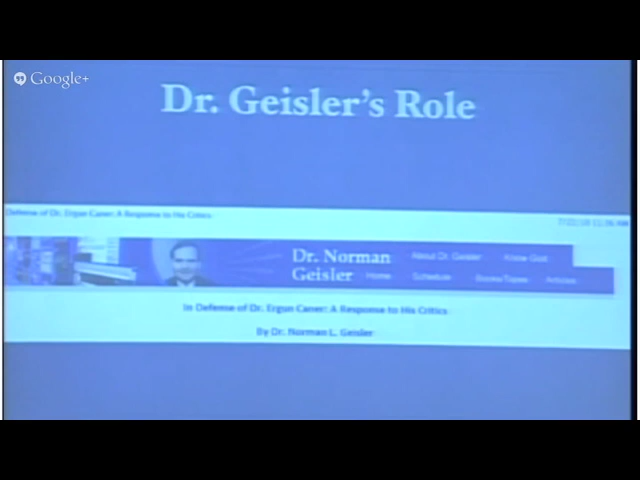 Google+
Dr. Geisler's Role
Defense of Dr. Ergun Caner: A Response to His Critics
Dr. Norman
Geisler
About Dr. Geisler Know God
Home Schedule Books/Tapes Articles
In Defense of Dr. Ergun Caner: A Response to His Critics
By Dr. Norman L. Geisler